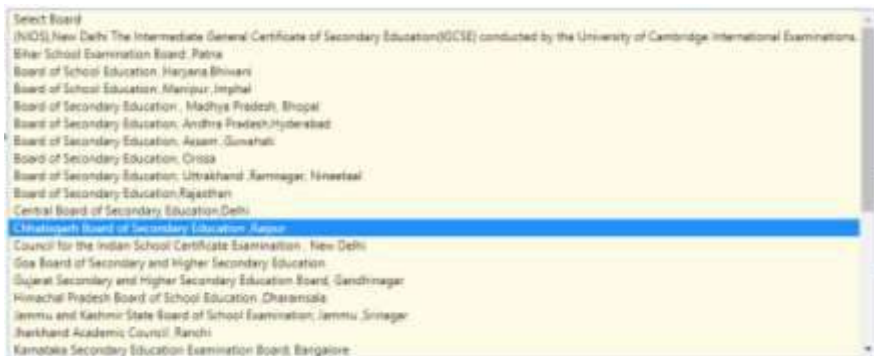 Select Board
(NIOS),New Delhi The Intermediate General Certificate of Secondary Education(IGCSE) conducted by the University of Cambridge International Examinations.
Bihar School Examination Board, Patna
Board of School Education, Haryana Bhiwani
Board of School Education, Manipur ,Imphal
Board of Secondary Education , Madhya Pradesh, Bhopal
Board of Secondary Education, Andhra Pradesh,Hyderabad
Board of Secondary Education, Assam ,Guwahati
Board of Secondary Education, Orissa
Board of Secondary Education, Uttrakhand ,Ramnagar, Nineetaal
Board of Secondary Education,Rajasthan
Central Board of Secondary Education,Delhi
Chhatisgarh Board of Secondary Education ,Raipur
Council for the Indian School Certificate Examinaition , New Delhi
Goa Board of Secondary and Higher Secondary Education
Gujarat Secondary and Higher Secondary Education Board, Gandhinagar
Himachal Pradesh Board of School Education ,Dharamsala
Jammu and Kashmir State Board of School Examination, Jammu ,Srinagar
Jharkhand Academic Council, Ranchi
Karnataka Secondary Education Examination Board, Bangalore